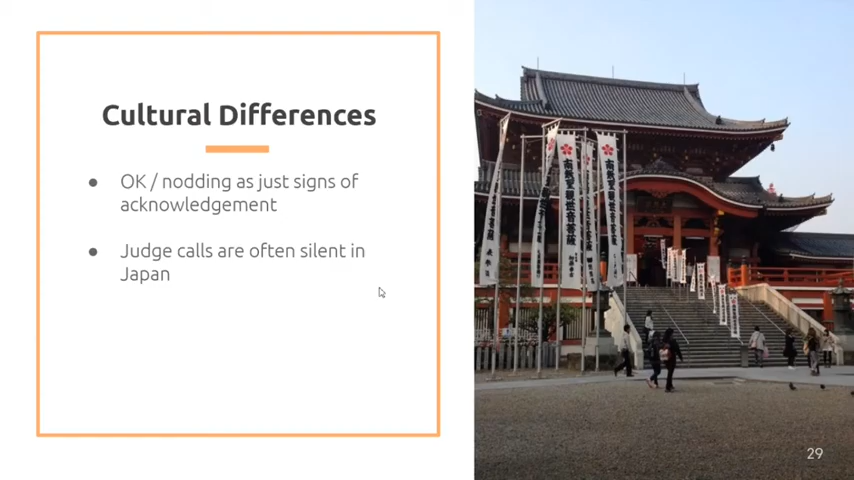 Cultural Differences
● OK / nodding as just signs of
acknowledgement
● Judge calls are often silent in
Japan
29